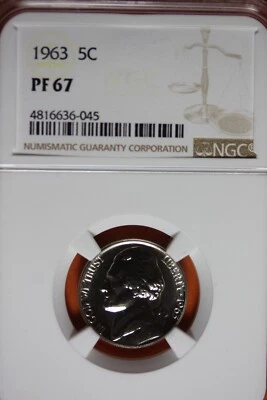 1963 5C
PF 67
4816636-045
NUMISMATIC GUARANTY CORPORATION
NGC
IN GOD WE TRUST
LIBERTY 1963